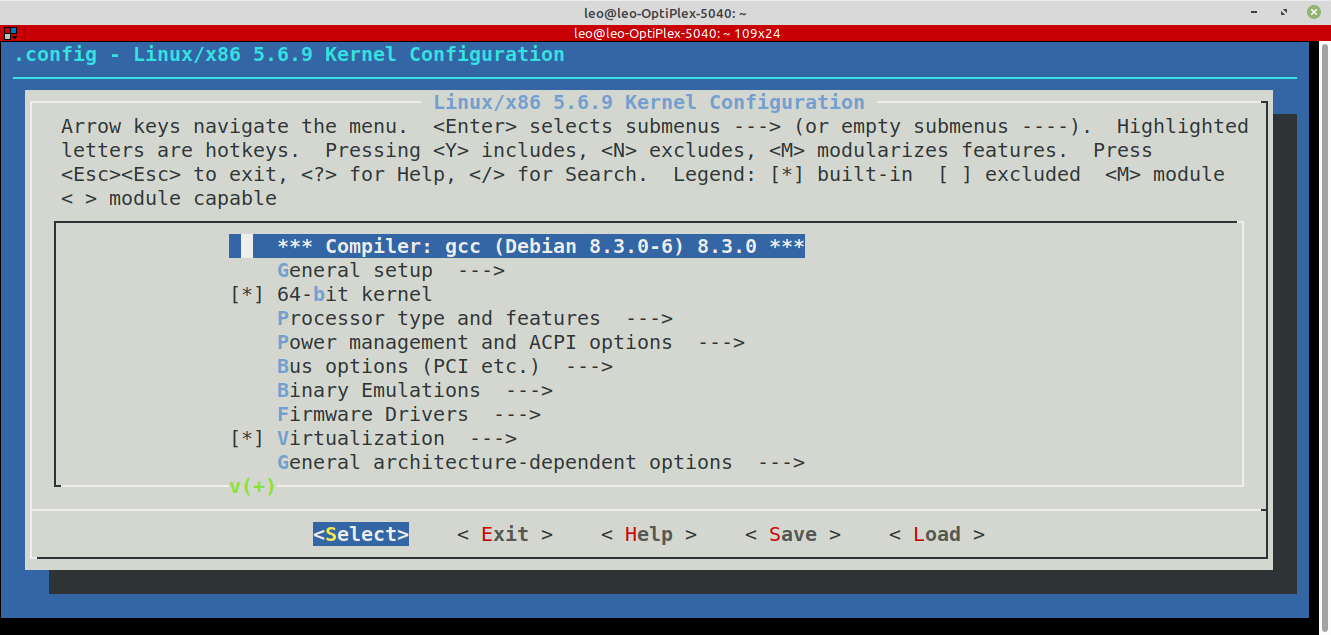 leo@leo-OptiPlex-5040: ~
leo@leo-OptiPlex-5040: ~ 109x24
.config - Linux/x86 5.6.9 Kernel Configuration
Linux/x86 5.6.9 Kernel Configuration
Arrow keys navigate the menu.  <Enter> selects submenus ---> (or empty submenus ----).  Highlighted
letters are hotkeys.  Pressing <Y> includes, <N> excludes, <M> modularizes features.  Press
<Esc><Esc> to exit, <?> for Help, </> for Search.  Legend: [*] built-in  [ ] excluded  <M> module
< > module capable
*** Compiler: gcc (Debian 8.3.0-6) 8.3.0 ***
General setup  --->
[*] 64-bit kernel
Processor type and features  --->
Power management and ACPI options  --->
Bus options (PCI etc.)  --->
Binary Emulations  --->
Firmware Drivers  --->
[*] Virtualization  --->
General architecture-dependent options  --->
v(+)
<Select>    < Exit >    < Help >    < Save >    < Load >